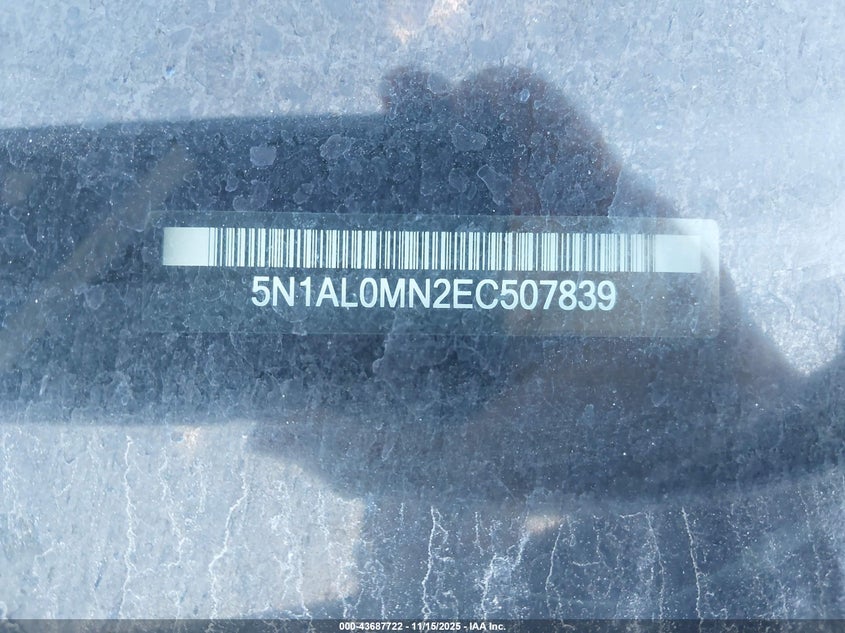 5N1AL0MN2EC507839
000-43687722 - 11/15/2025 - IAA Inc.